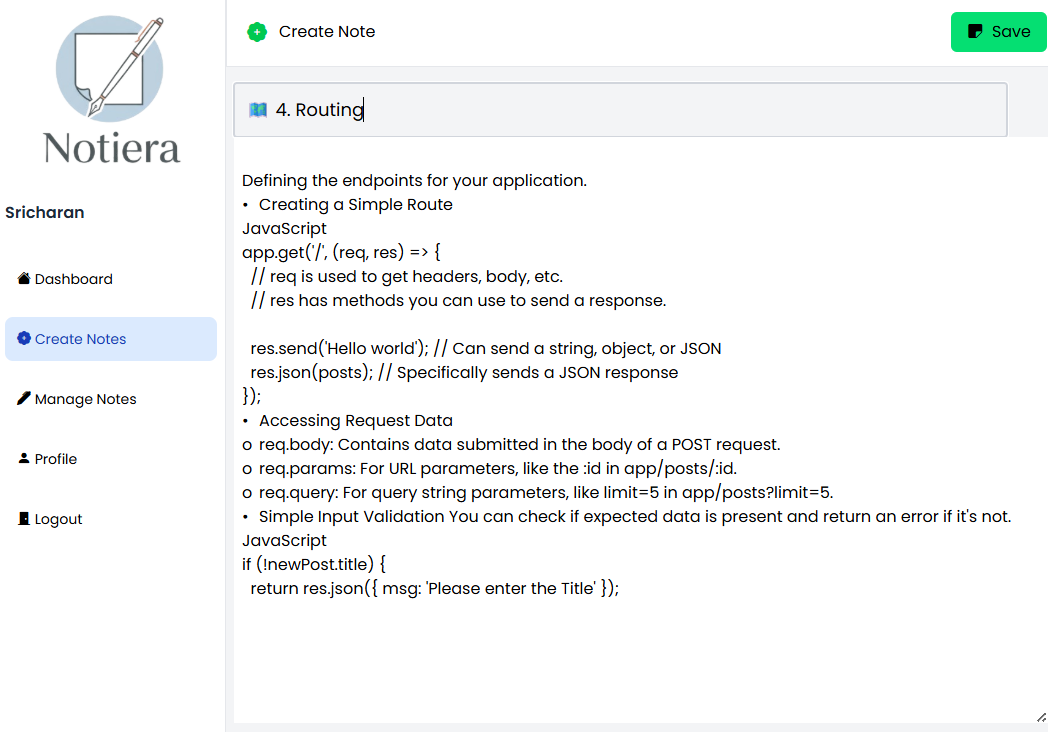 Notiera
Sricharan
Dashboard
Create Notes
Manage Notes
Profile
Logout
Create Note
Save
4. Routing
Defining the endpoints for your application.
• Creating a Simple Route
JavaScript
app.get('/', (req, res) => {
  // req is used to get headers, body, etc.
  // res has methods you can use to send a response.
  res.send('Hello world'); // Can send a string, object, or JSON
  res.json(posts); // Specifically sends a JSON response
});
• Accessing Request Data
o req.body: Contains data submitted in the body of a POST request.
o req.params: For URL parameters, like the :id in app/posts/:id.
o req.query: For query string parameters, like limit=5 in app/posts?limit=5.
• Simple Input Validation You can check if expected data is present and return an error if it's not.
JavaScript
if (!newPost.title) {
  return res.json({ msg: 'Please enter the Title' });